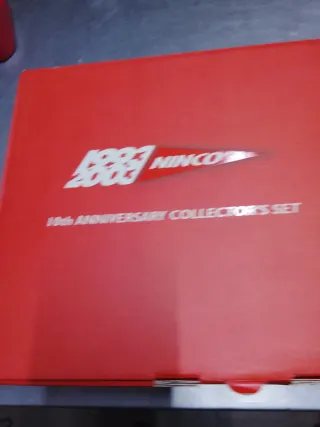 1993
2003 NINCO
10th ANNIVERSARY COLLECTOR'S SET